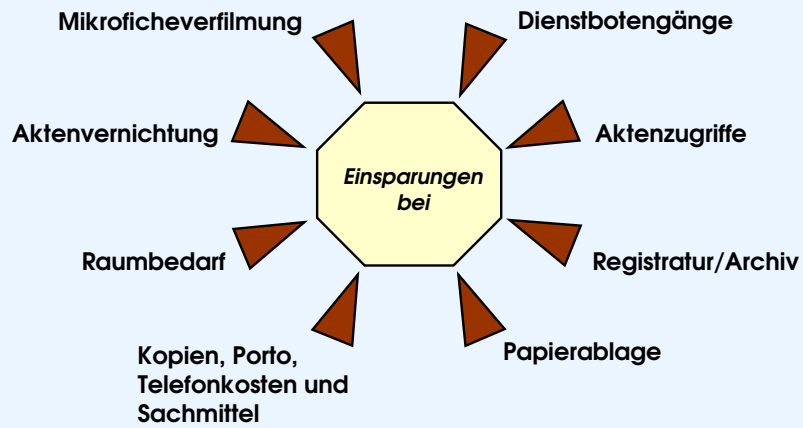 Mikroficheverfilmung
Dienstbotengänge
Aktenvernichtung
Aktenzugriffe
Einsparungen
bei
Raumbedarf
Registratur/Archiv
Kopien, Porto,
Telefonkosten und
Sachmittel
Papierablage